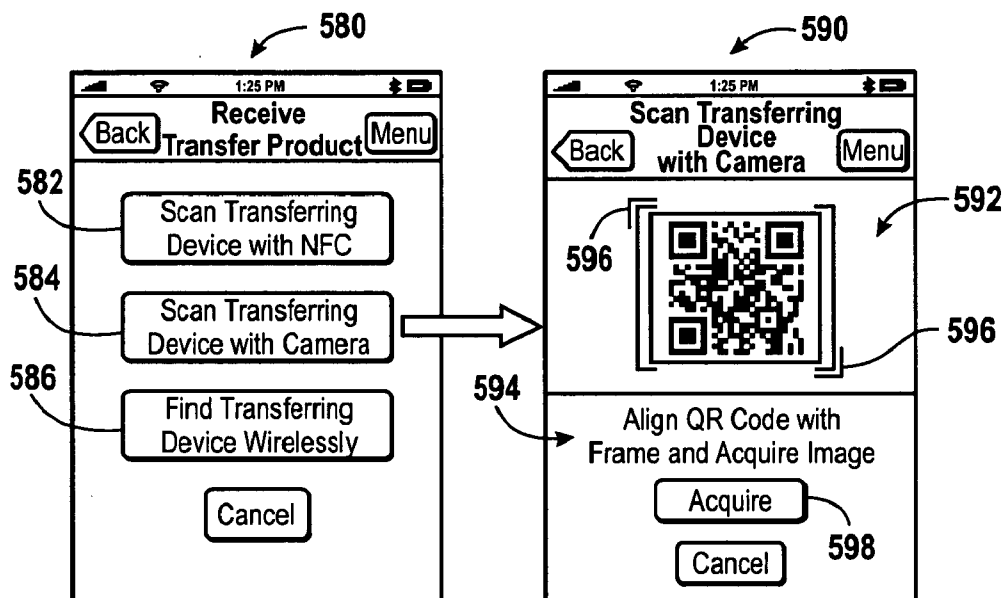 580
1:25 PM
Back
Receive
Transfer Product
Menu
582
Scan Transferring
Device with NFC
584
Scan Transferring
Device with Camera
586
Find Transferring
Device Wirelessly
Cancel
590
1:25 PM
Back
Scan Transferring
Device
with Camera
Menu
592
596
596
594
Align QR Code with
Frame and Acquire Image
Acquire
598
Cancel